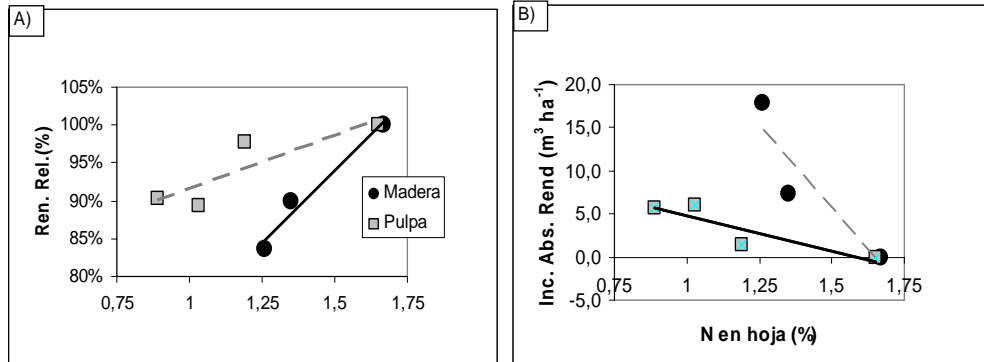 A)
105%
100%
95%
90%
85%
80%
Ren. Rel.(%)
0,75 1 1,25 1,5 1,75
Madera
Pulpa
B)
20,0
15,0
10,0
5,0
0,0
-5,0
Inc. Abs. Rend (m³ ha⁻¹)
0,75 1 1,25 1,5 1,75
N en hoja (%)